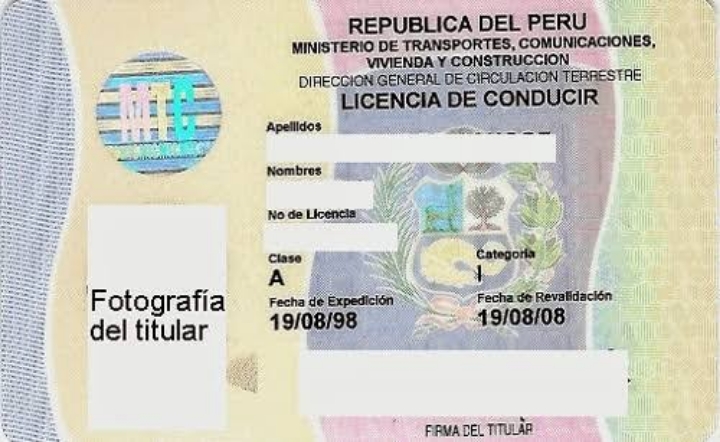 REPUBLICA DEL PERU
MINISTERIO DE TRANSPORTES, COMUNICACIONES,
VIVIENDA Y CONSTRUCCION
DIRECCION GENERAL DE CIRCULACION TERRESTRE
LICENCIA DE CONDUCIR
MTC
Apellidos
Nombres
No de Licencia
Clase Categoría
A I
Fecha de Expedición Fecha de Revalidación
19/08/98 19/08/08
Fotografía
del titular
FIRMA DEL TITULAR